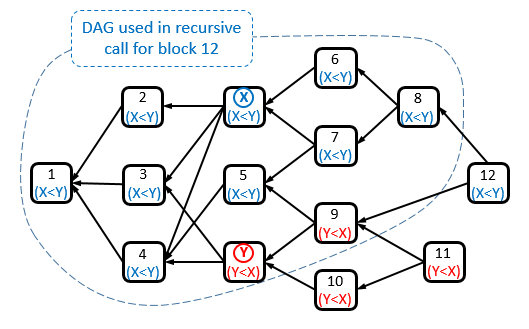 DAG used in recursive
call for block 12
6
(X<Y)
2
(X<Y)
X
(X<Y)
8
(X<Y)
7
(X<Y)
1
(X<Y)
3
(X<Y)
5
(X<Y)
12
(X<Y)
9
(Y<X)
4
(X<Y)
Y
(Y<X)
11
(Y<X)
10
(Y<X)